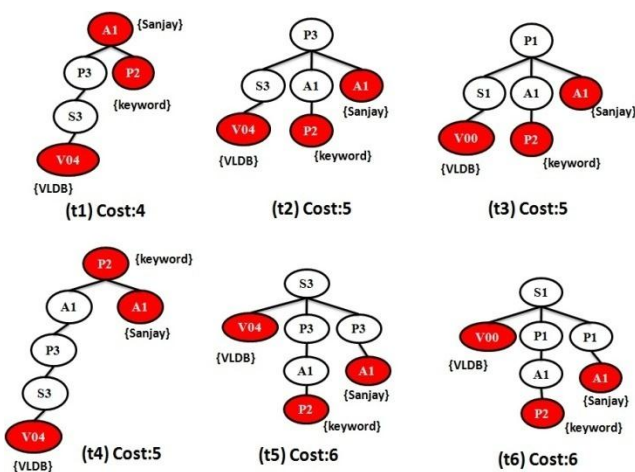 A1 {Sanjay}
P3 P2
{keyword}
S3
V04
{VLDB}
(t1) Cost:4
P3
S3 A1 A1
{Sanjay}
V04 P2
{VLDB} {keyword}
(t2) Cost:5
P1
S1 A1 A1
{Sanjay}
V00 P2
{VLDB} {keyword}
(t3) Cost:5
P2 {keyword}
A1 A1
{Sanjay}
P3
S3
V04
{VLDB}
(t4) Cost:5
S3
V04 P3 P3
{VLDB}
A1 A1
{Sanjay}
P2 {keyword}
(t5) Cost:6
S1
V00 P1 P1
{VLDB}
A1 A1
{Sanjay}
P2 {keyword}
(t6) Cost:6